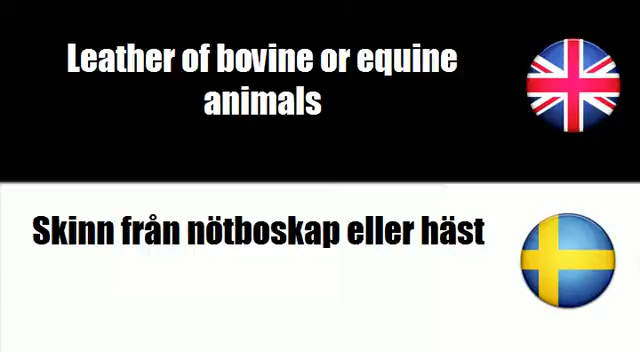 Leather of bovine or equine
animals
Skinn från nötboskap eller häst